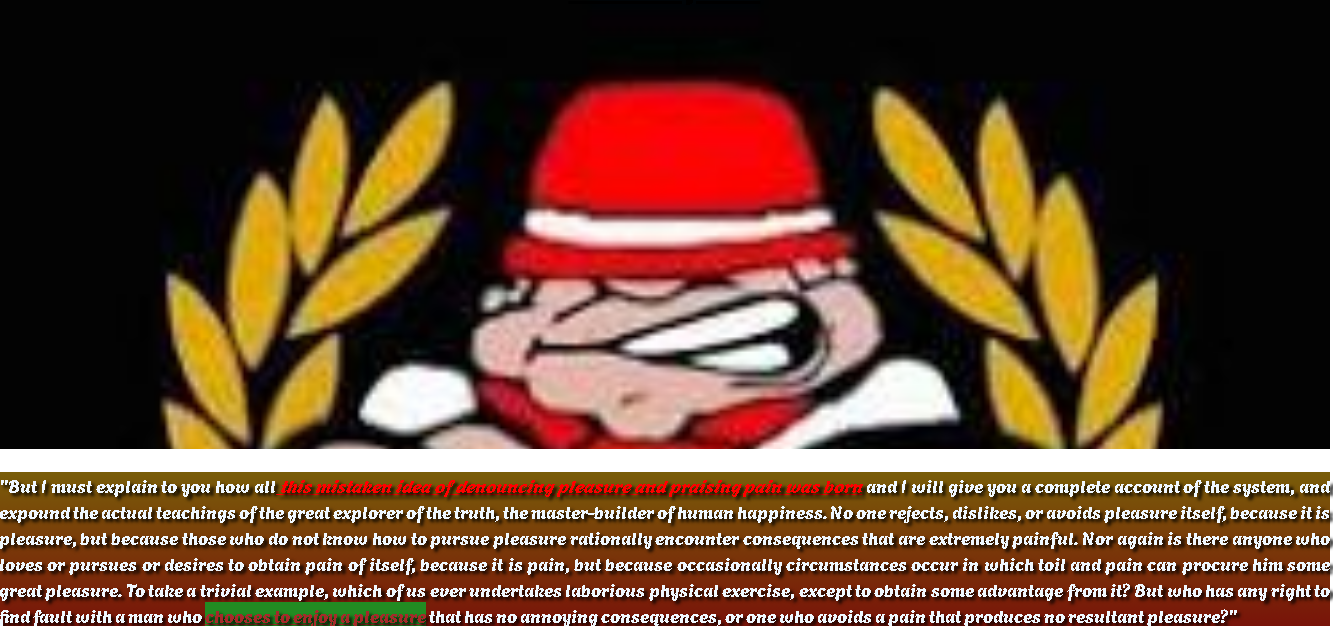 "But I must explain to you how all this mistaken idea of denouncing pleasure and praising pain was born and I will give you a complete account of the system, and
expound the actual teachings of the great explorer of the truth, the master-builder of human happiness. No one rejects, dislikes, or avoids pleasure itself, because it is
pleasure, but because those who do not know how to pursue pleasure rationally encounter consequences that are extremely painful. Nor again is there anyone who
loves or pursues or desires to obtain pain of itself, because it is pain, but because occasionally circumstances occur in which toil and pain can procure him some
great pleasure. To take a trivial example, which of us ever undertakes laborious physical exercise, except to obtain some advantage from it? But who has any right to
find fault with a man who chooses to enjoy a pleasure that has no annoying consequences, or one who avoids a pain that produces no resultant pleasure?"